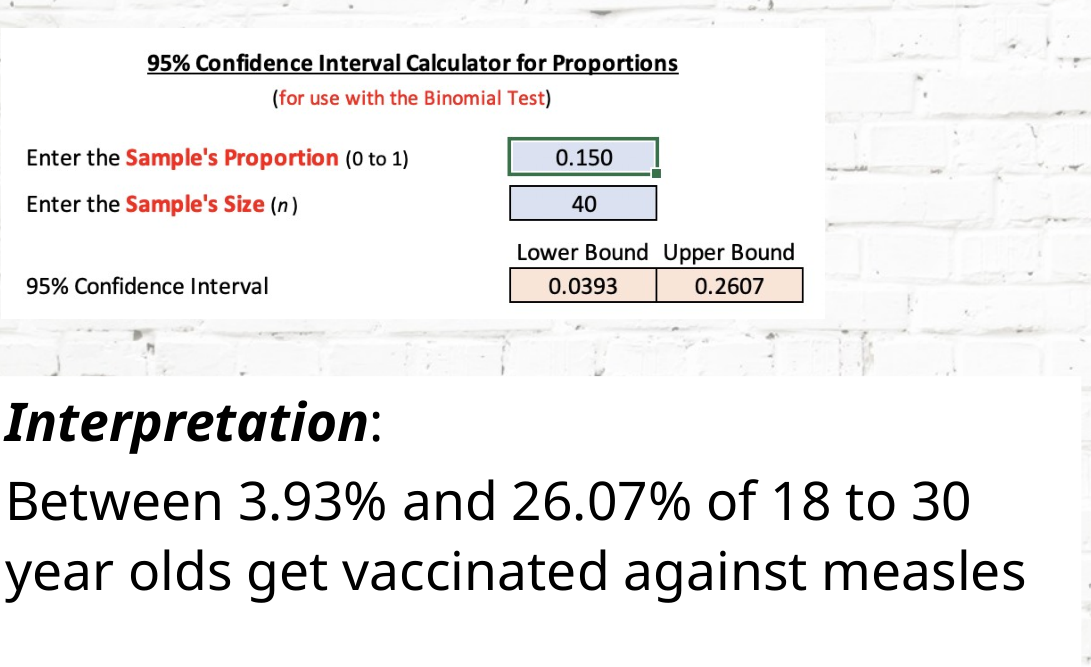 95% Confidence Interval Calculator for Proportions
(for use with the Binomial Test)
Enter the Sample's Proportion (0 to 1) 0.150
Enter the Sample's Size (n) 40
Lower Bound Upper Bound
95% Confidence Interval 0.0393 0.2607
Interpretation:
Between 3.93% and 26.07% of 18 to 30
year olds get vaccinated against measles